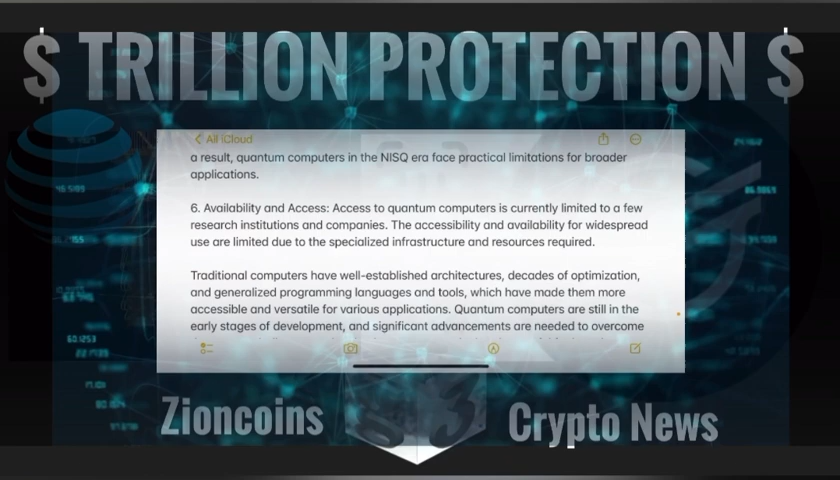 $ TRILLION PROTECTION $
All iCloud
a result, quantum computers in the NISQ era face practical limitations for broader
applications.
6. Availability and Access: Access to quantum computers is currently limited to a few
research institutions and companies. The accessibility and availability for widespread
use are limited due to the specialized infrastructure and resources required.
Traditional computers have well-established architectures, decades of optimization,
and generalized programming languages and tools, which have made them more
accessible and versatile for various applications. Quantum computers are still in the
early stages of development, and significant advancements are needed to overcome
Zioncoins
Crypto News